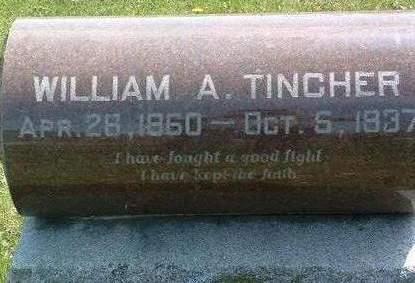 WILLIAM A. TINCHER
APR. 28, 1860 — OCT. 6, 1937
I have fought a good fight
I have kept the faith